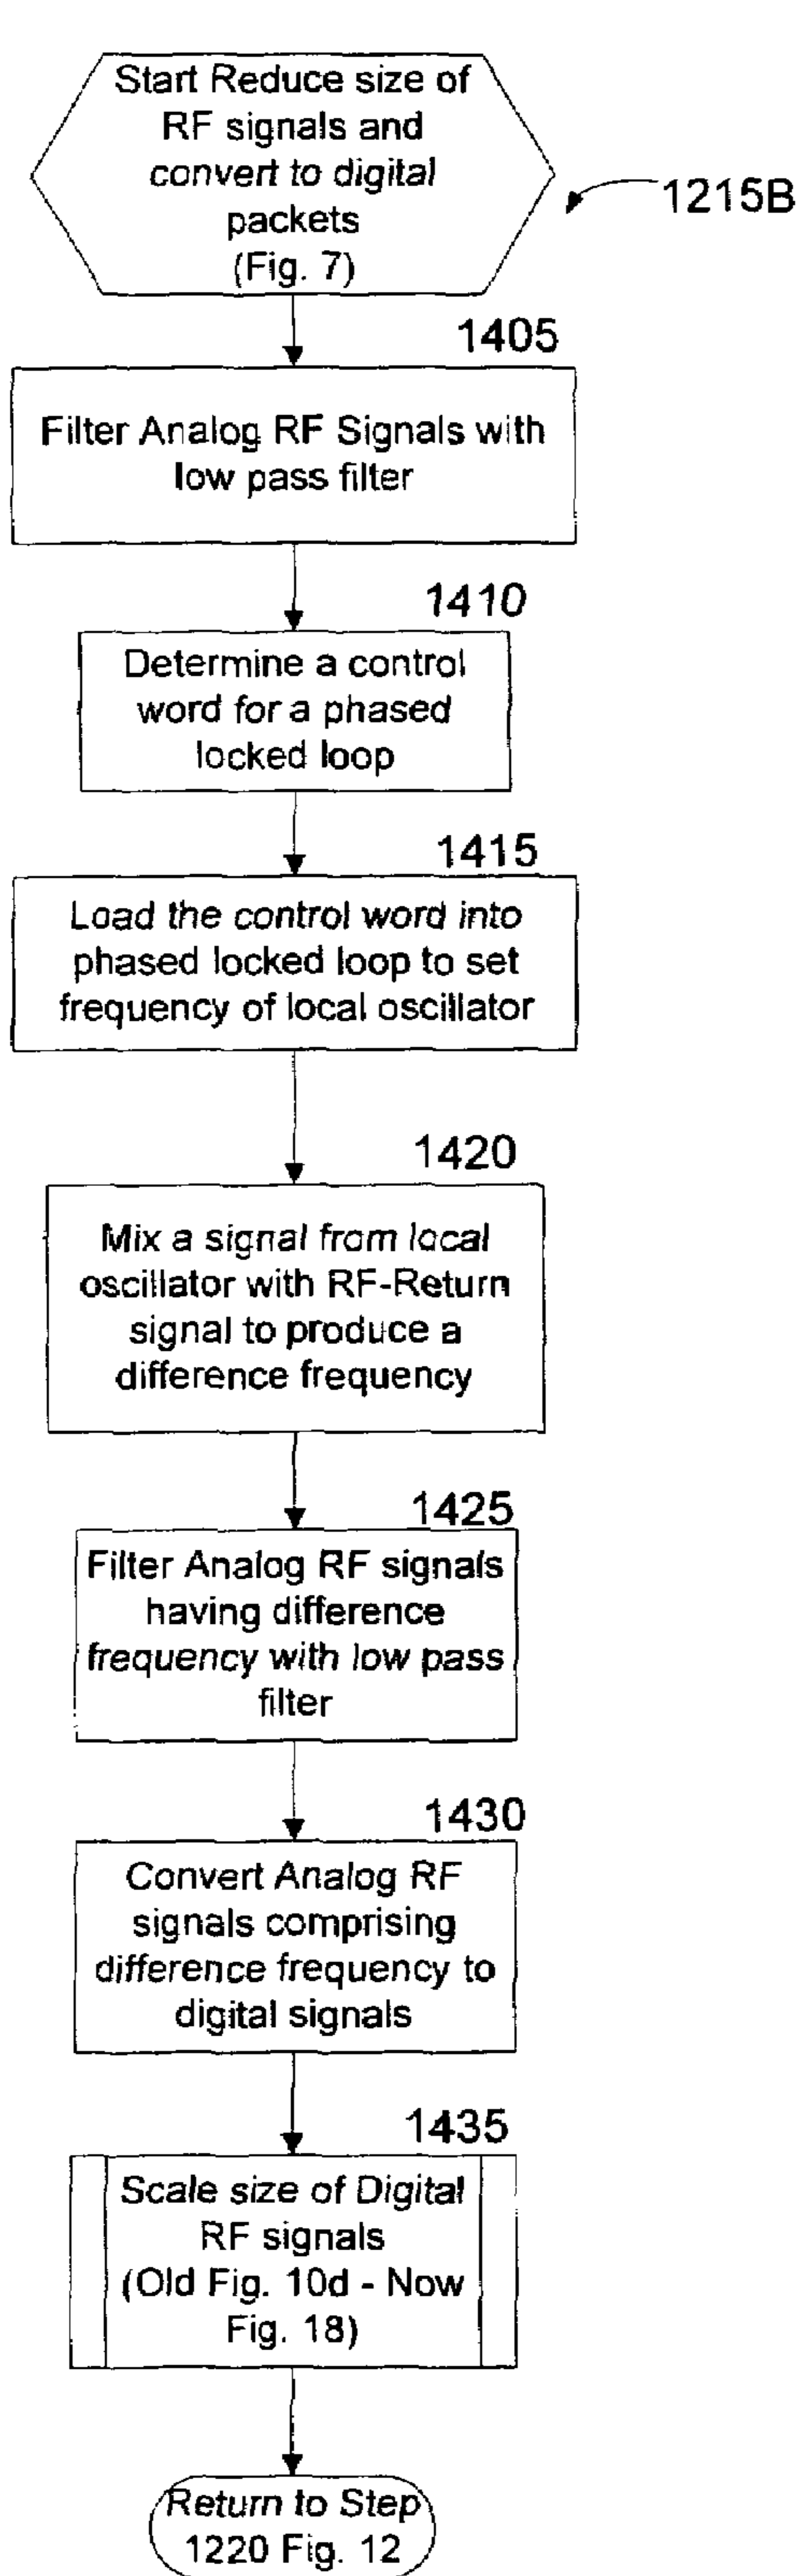 Start Reduce size of
RF signals and
convert to digital
packets
(Fig. 7)
1215B
1405
Filter Analog RF Signals with
low pass filter
1410
Determine a control
word for a phased
locked loop
1415
Load the control word into
phased locked loop to set
frequency of local oscillator
1420
Mix a signal from local
oscillator with RF-Return
signal to produce a
difference frequency
1425
Filter Analog RF signals
having difference
frequency with low pass
filter
1430
Convert Analog RF
signals comprising
difference frequency to
digital signals
1435
Scale size of Digital
RF signals
(Old Fig. 10d - Now
Fig. 18)
Return to Step
1220 Fig. 12